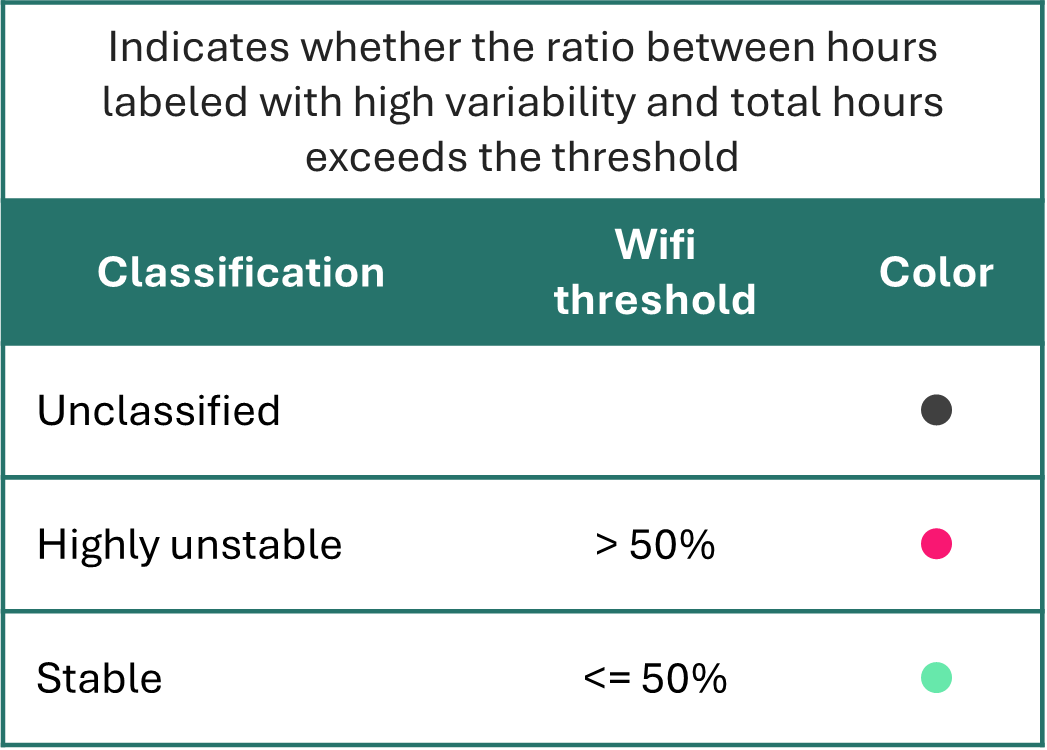 Indicates whether the ratio between hours
labeled with high variability and total hours
exceeds the threshold
Classification
Wifi
threshold
Color
Unclassified
Highly unstable
> 50%
Stable
<= 50%